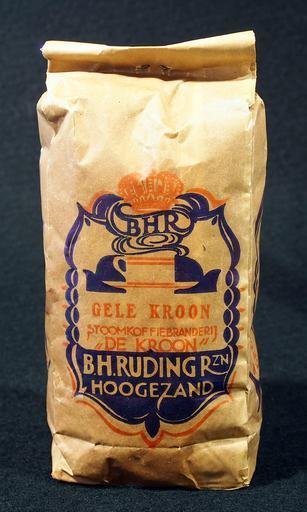 BHR
GELE KROON
STOOMKOFFIEBRANDERIJ
„DE KROON"
B.H. RUDING RZN
HOOGEZAND